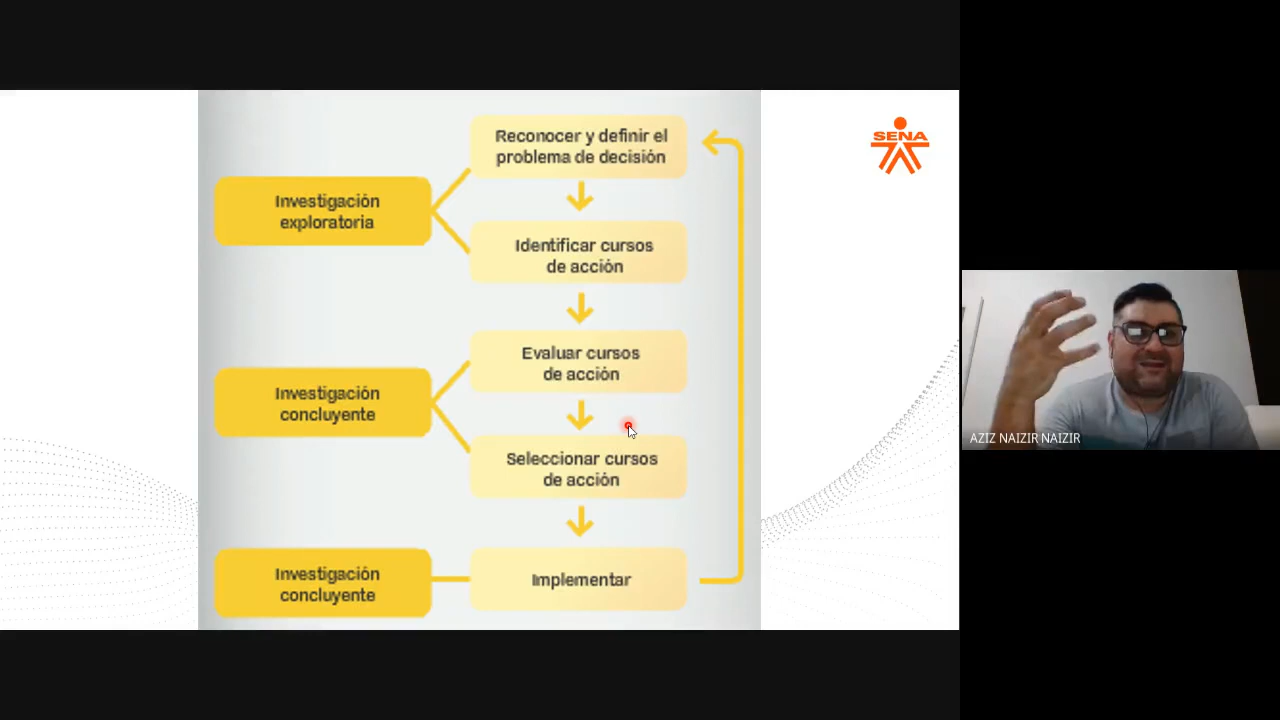 Reconocer y definir el
problema de decisión
SENA
Investigación
exploratoria
Identificar cursos
de acción
Evaluar cursos
de acción
Investigación
concluyente
Seleccionar cursos
de acción
Investigación
concluyente
Implementar
AZIZ NAIZIR NAIZIR